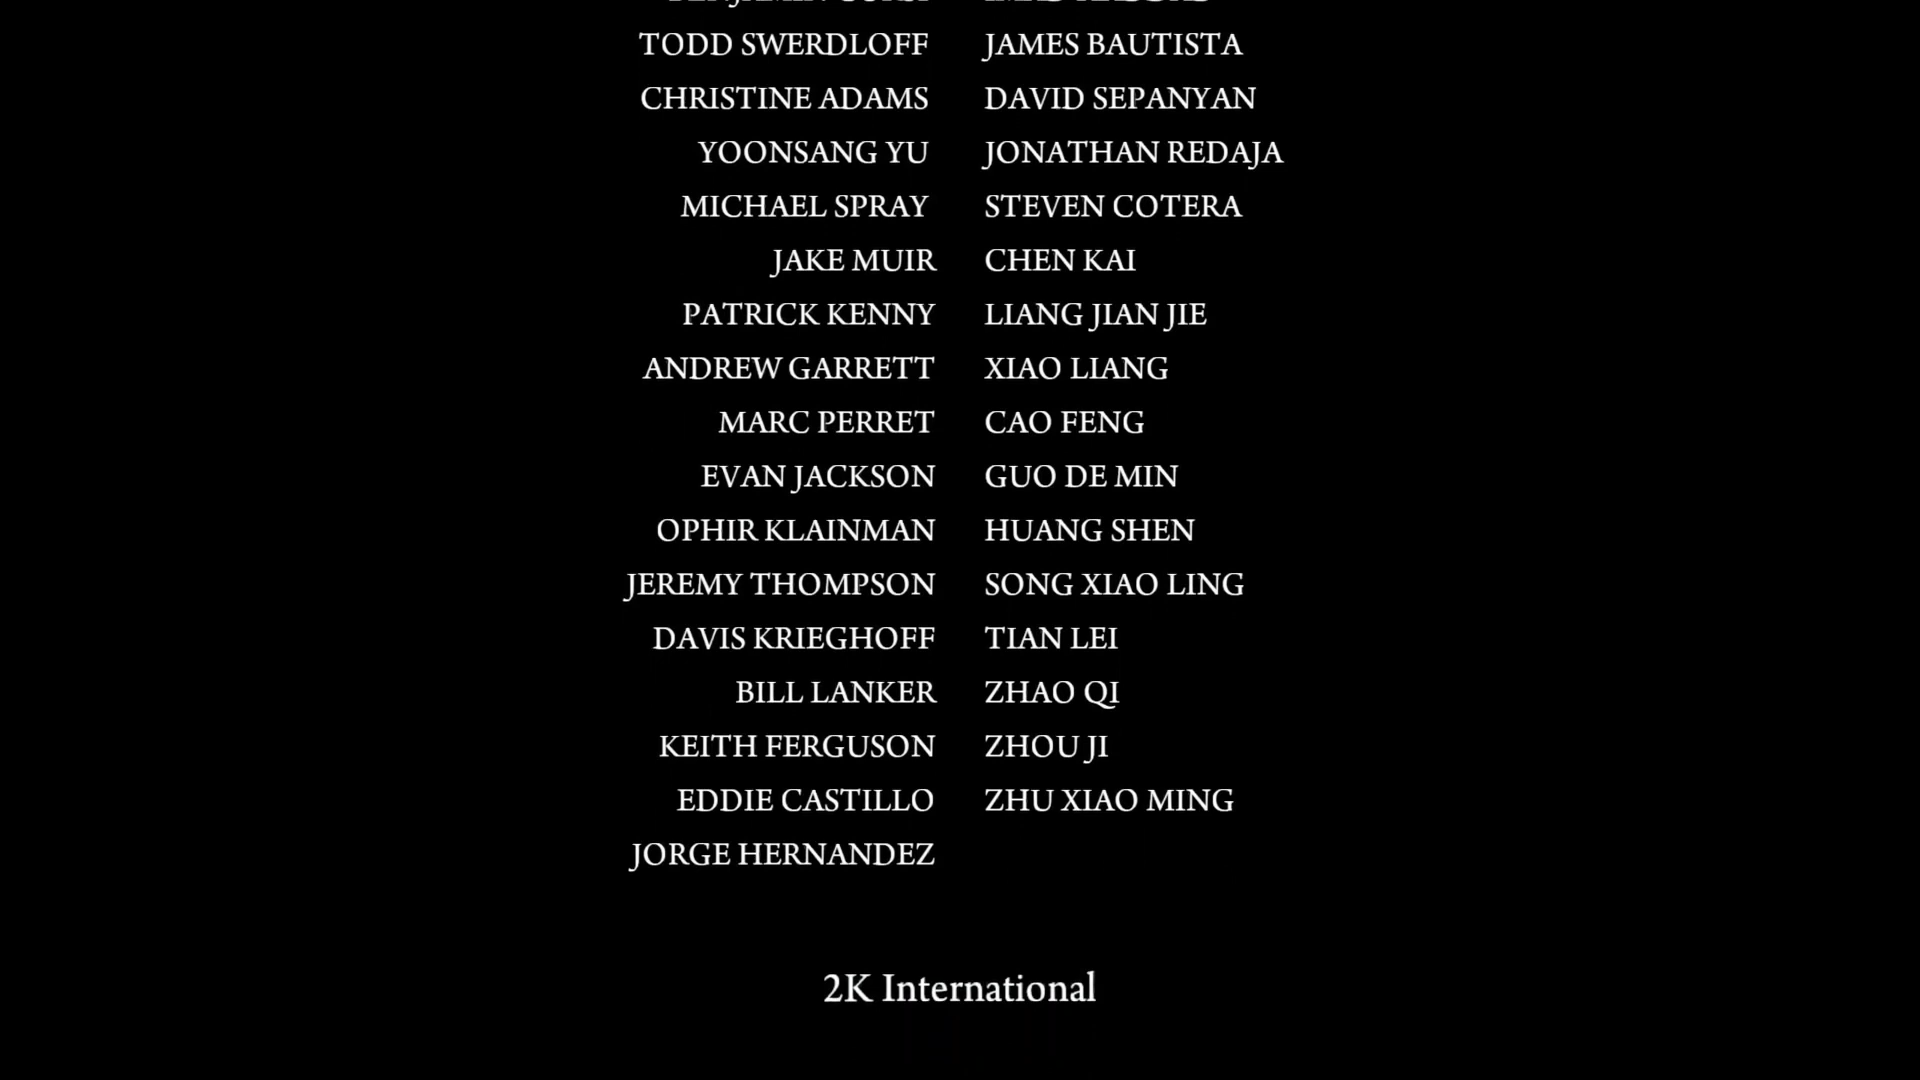 TODD SWERDLOFF JAMES BAUTISTA
CHRISTINE ADAMS DAVID SEPANYAN
YOONSANG YU JONATHAN REDAJA
MICHAEL SPRAY STEVEN COTERA
JAKE MUIR CHEN KAI
PATRICK KENNY LIANG JIAN JIE
ANDREW GARRETT XIAO LIANG
MARC PERRET CAO FENG
EVAN JACKSON GUO DE MIN
OPHIR KLAINMAN HUANG SHEN
JEREMY THOMPSON SONG XIAO LING
DAVIS KRIEGHOFF TIAN LEI
BILL LANKER ZHAO QI
KEITH FERGUSON ZHOU JI
EDDIE CASTILLO ZHU XIAO MING
JORGE HERNANDEZ
2K International